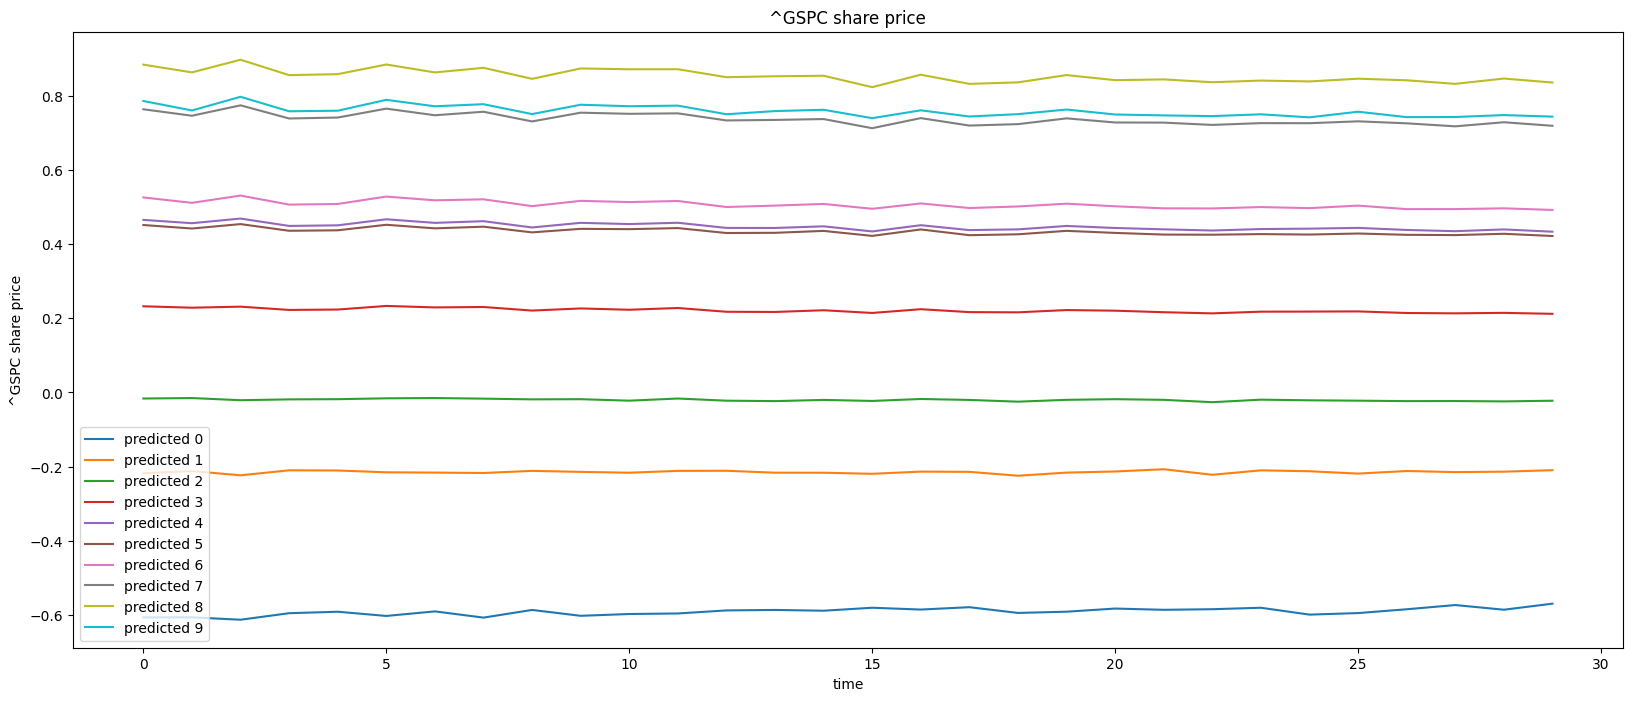 ^GSPC share price
^GSPC share price
0.8
0.6
0.4
0.2
0.0
−0.2
−0.4
−0.6
predicted 0
predicted 1
predicted 2
predicted 3
predicted 4
predicted 5
predicted 6
predicted 7
predicted 8
predicted 9
0 5 10 15 20 25 30
time